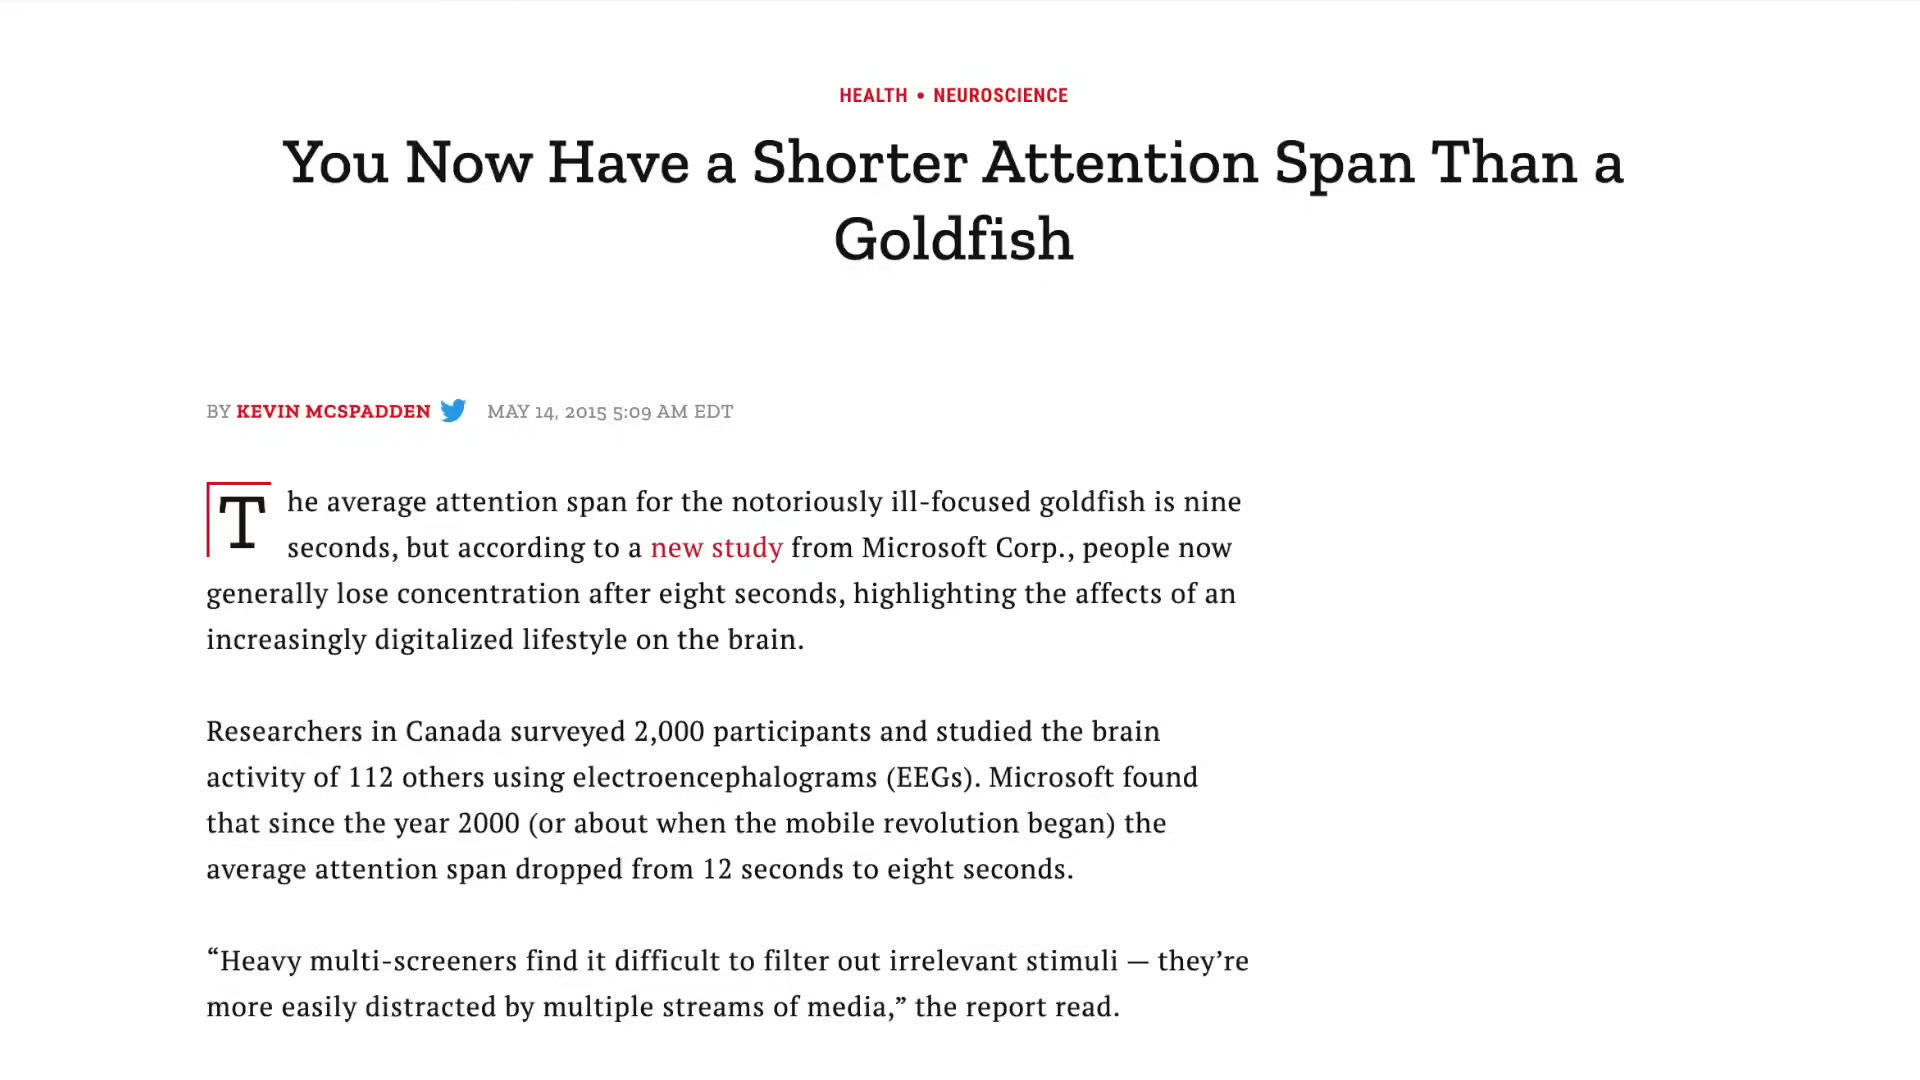 HEALTH • NEUROSCIENCE
You Now Have a Shorter Attention Span Than a
Goldfish
BY KEVIN MCSPADDEN MAY 14, 2015 5:09 AM EDT
The average attention span for the notoriously ill-focused goldfish is nine
seconds, but according to a new study from Microsoft Corp., people now
generally lose concentration after eight seconds, highlighting the affects of an
increasingly digitalized lifestyle on the brain.
Researchers in Canada surveyed 2,000 participants and studied the brain
activity of 112 others using electroencephalograms (EEGs). Microsoft found
that since the year 2000 (or about when the mobile revolution began) the
average attention span dropped from 12 seconds to eight seconds.
“Heavy multi-screeners find it difficult to filter out irrelevant stimuli — they’re
more easily distracted by multiple streams of media,” the report read.